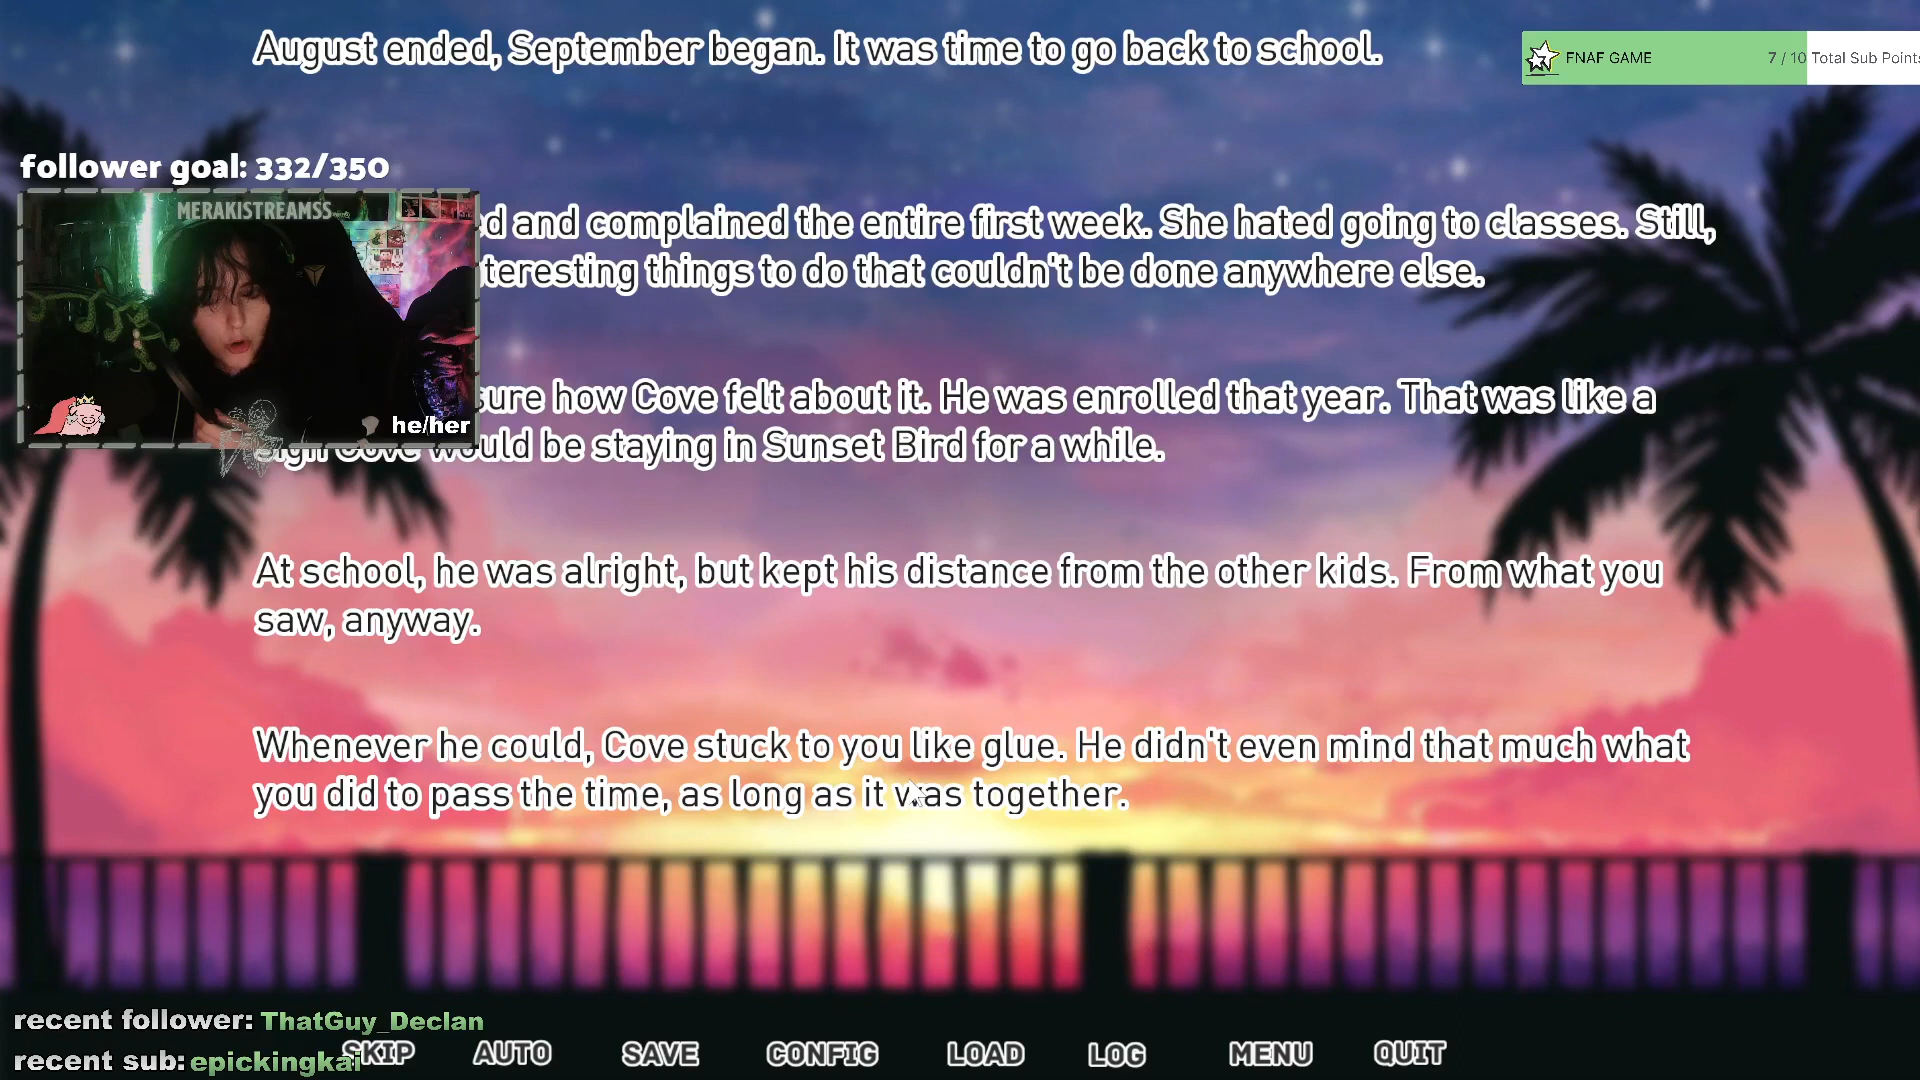 August ended, September began. It was time to go back to school.
FNAF GAME
7 / 10 Total Sub Points
follower goal: 332/350
MERAKISTREAMSS
and complained the entire first week. She hated going to classes. Still,
things to do that couldn't be done anywhere else.
sure how Cove felt about it. He was enrolled that year. That was like a
he/her
would be staying in Sunset Bird for a while.
At school, he was alright, but kept his distance from the other kids. From what you
saw, anyway.
Whenever he could, Cove stuck to you like glue. He didn't even mind that much what
you did to pass the time, as long as it was together.
recent follower: ThatGuy_Declan
recent sub: epickingkai
SKIP AUTO SAVE CONFIG LOAD LOG MENU QUIT